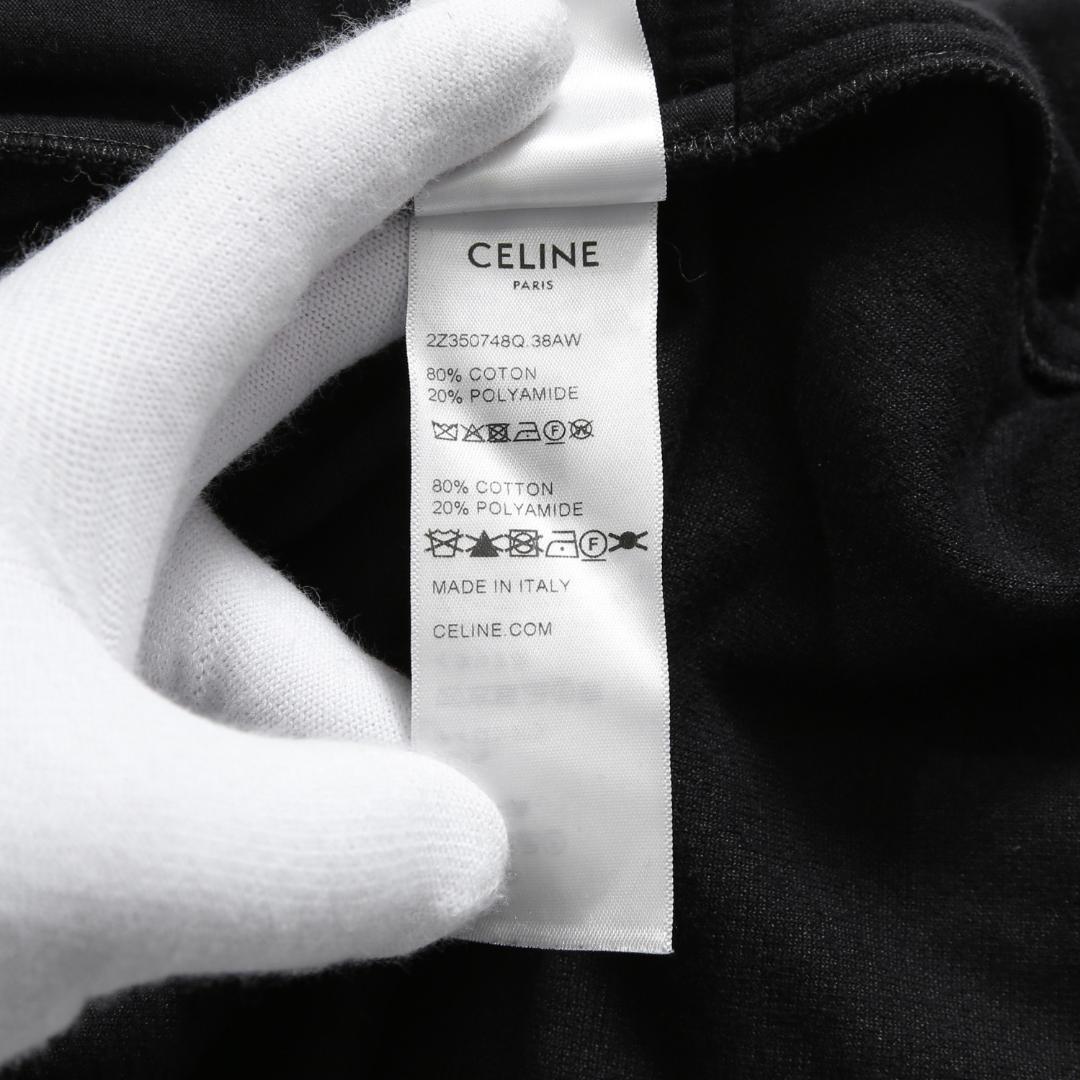 CELINE
PARIS
2Z350748Q.38AW
80% COTON
20% POLYAMIDE
80% COTTON
20% POLYAMIDE
MADE IN ITALY
CELINE.COM